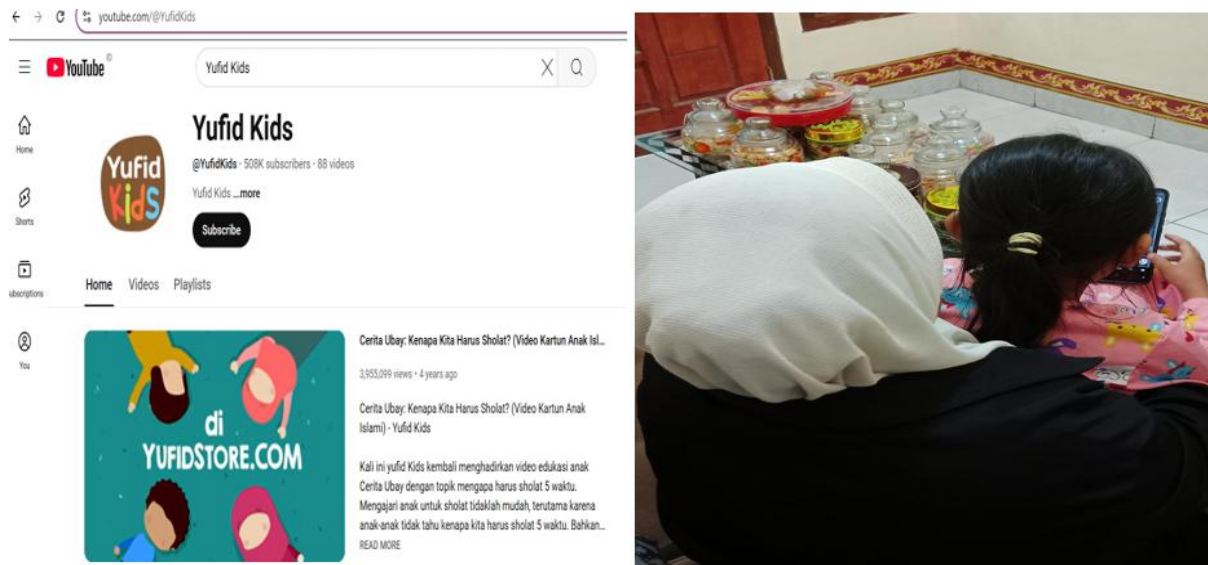 youtube.com/@YufidKids
YouTube ID
Yufid Kids
Home
Shorts
ubscriptions
You
Yufid
KidS
Yufid Kids
@YufidKids · 508K subscribers · 88 videos
Yufid Kids ...more
Subscribe
Home Videos Playlists
di
YUFIDSTORE.COM
Cerita Ubay: Kenapa Kita Harus Sholat? (Video Kartun Anak Isl...
3,955,099 views • 4 years ago
Cerita Ubay: Kenapa Kita Harus Sholat? (Video Kartun Anak
Islami) - Yufid Kids
Kali ini yufid Kids kembali menghadirkan video edukasi anak
Cerita Ubay dengan topik mengapa harus sholat 5 waktu.
Mengajari anak untuk sholat tidaklah mudah, terutama karena
anak-anak tidak tahu kenapa kita harus sholat 5 waktu. Bahkan...
READ MORE